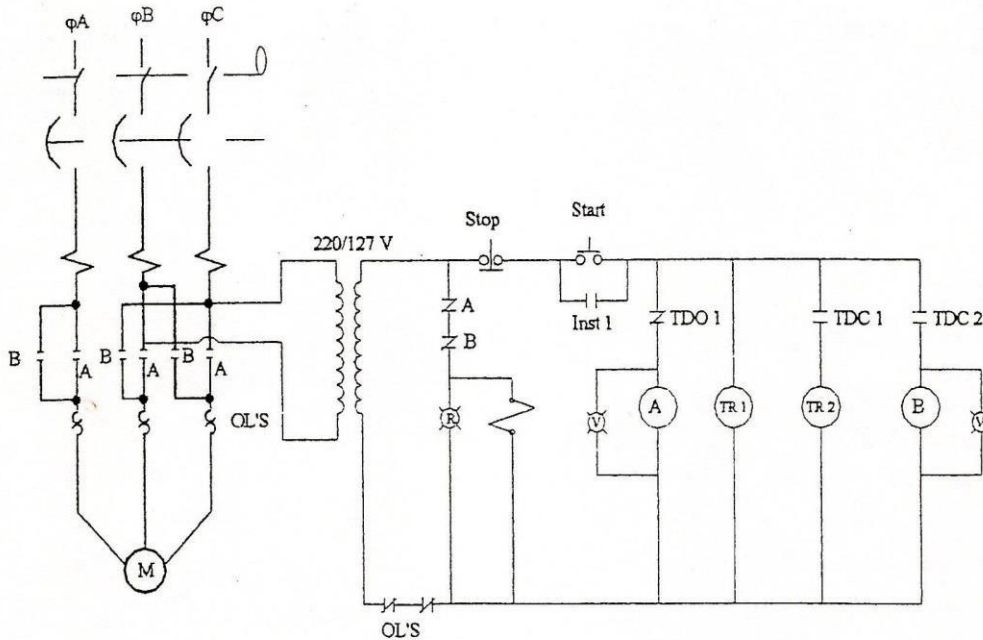 φA φB φC
Stop
Start
220/127 V
Inst 1
A
B
R
TDO 1
TDC 1
TDC 2
V
A
TR 1
TR 2
B
V
B
A
B
A
B
A
OL'S
M
OL'S